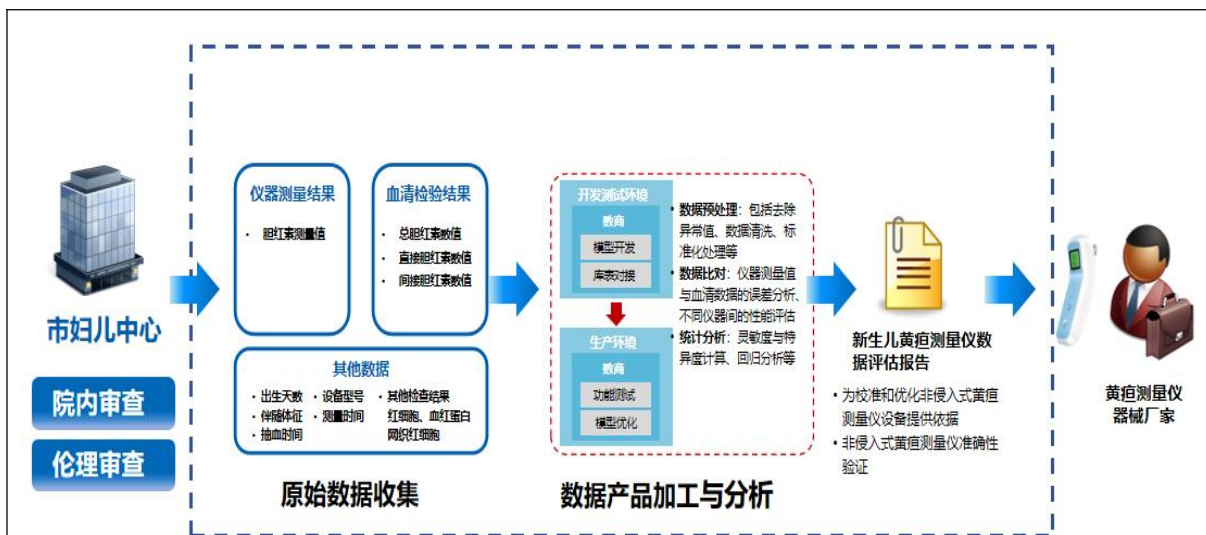 市妇儿中心
院内审查
伦理审查
仪器测量结果
• 胆红素测量值
血清检验结果
• 总胆红素数值
• 直接胆红素数值
• 间接胆红素数值
其他数据
• 出生天数
• 伴随体征
• 抽血时间
• 设备型号
• 测量时间
• 其他检查结果
红细胞、血红蛋白
网织红细胞
原始数据收集
开发测试环境
数商
模型开发
库表对接
生产环境
数商
功能测试
模型优化
• 数据预处理：包括去除
异常值、数据清洗、标
准化处理等
• 数据比对：仪器测量值
与血清数据的误差分析、
不同仪器间的性能评估
• 统计分析：灵敏度与特
异度计算、回归分析等
数据产品加工与分析
新生儿黄疸测量仪数
据评估报告
• 为校准和优化非侵入式黄疸
测量仪设备提供依据
• 非侵入式黄疸测量仪准确性
验证
黄疸测量仪
器械厂家